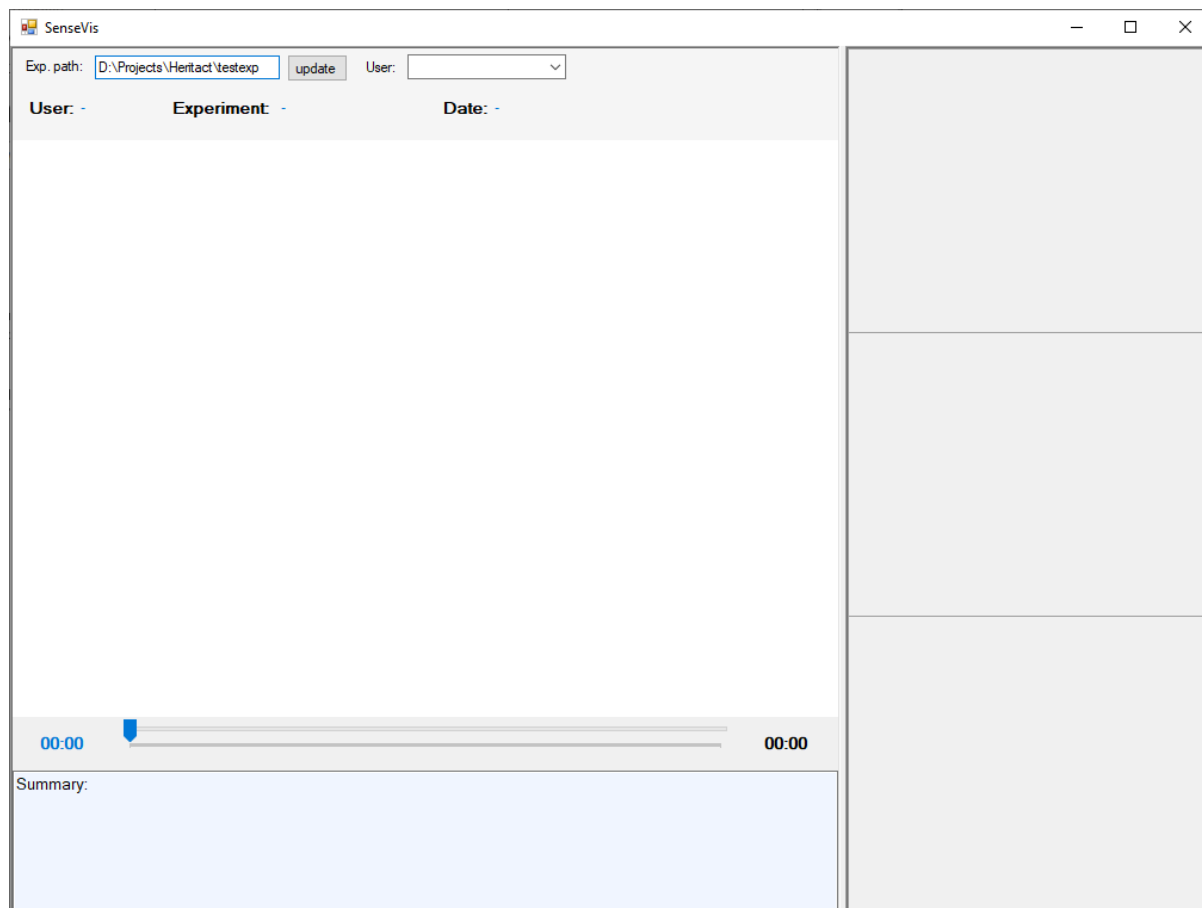 SenseVis
Exp. path: D:\Projects\Heritact\testexp update User:
User: - Experiment: - Date: -
00:00 00:00
Summary: